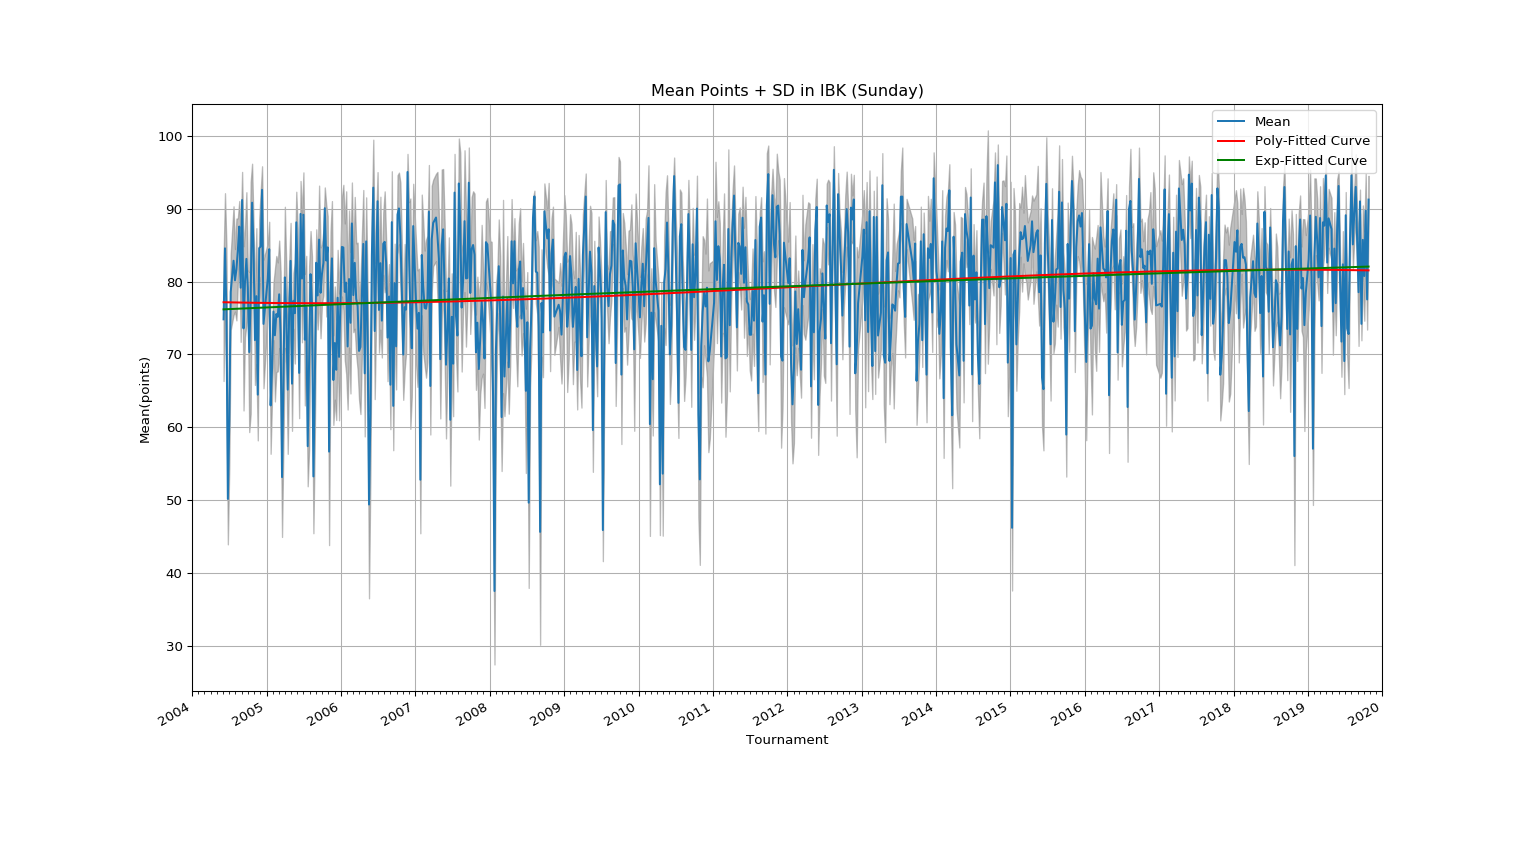 Mean Points + SD in IBK (Sunday)
Mean
Poly-Fitted Curve
Exp-Fitted Curve
Mean(points)
100
90
80
70
60
50
40
30
2004 2005 2006 2007 2008 2009 2010 2011 2012 2013 2014 2015 2016 2017 2018 2019 2020
Tournament